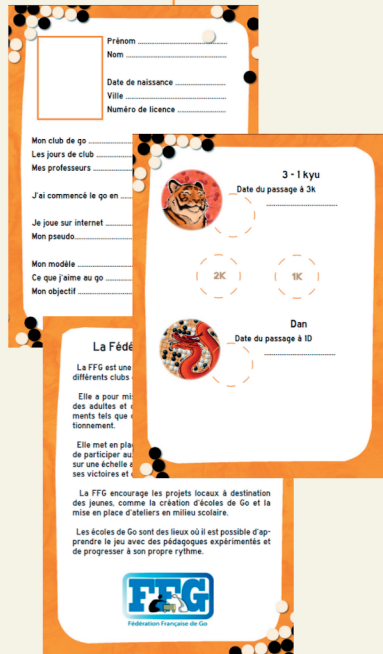 Prénom ................................
Nom ................................
Date de naissance ...................
Ville ................................
Numéro de licence ................
Mon club de go ................
Les jours de club ................
Mes professeurs ................
J'ai commencé le go en ....
Je joue sur internet ..........
Mon pseudo....................
Mon modèle ....................
Ce que j'aime au go ..........
Mon objectif ....................
3 - 1 kyu
Date du passage à 3k
................................
2K
1K
Dan
Date du passage à 1D
................................
La Fédé
La FFG est une
différents clubs
Elle a pour mis
des adultes et
ments tels que
tionnement.
Elle met en plac
de participer au
sur une échelle a
ses victoires et
La FFG encourage les projets locaux à destination
des jeunes, comme la création d'écoles de Go et la
mise en place d'ateliers en milieu scolaire.
Les écoles de Go sont des lieux où il est possible d'ap-
prendre le jeu avec des pédagogues expérimentés et
de progresser à son propre rythme.
FFG
Fédération Française de Go